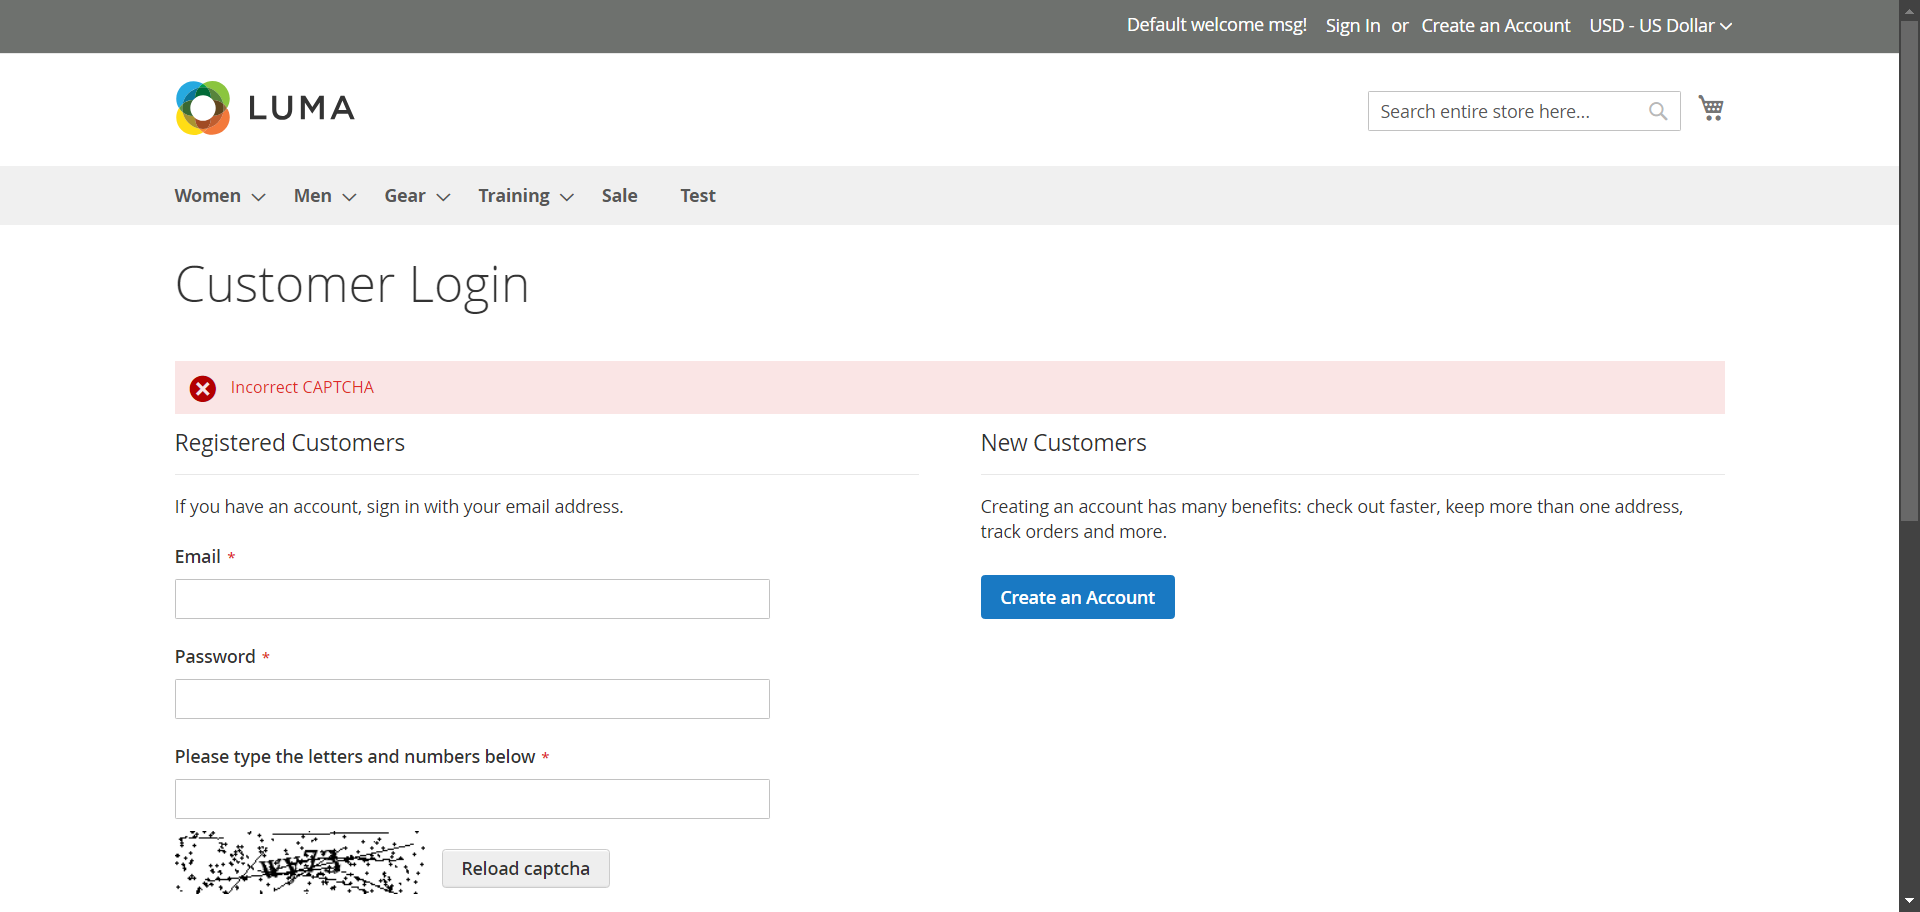 Default welcome msg! Sign In or Create an Account USD - US Dollar
LUMA
Search entire store here...
Women Men Gear Training Sale Test
Customer Login
Incorrect CAPTCHA
Registered Customers
If you have an account, sign in with your email address.
Email *
Password *
Please type the letters and numbers below *
Reload captcha
New Customers
Creating an account has many benefits: check out faster, keep more than one address,
track orders and more.
Create an Account